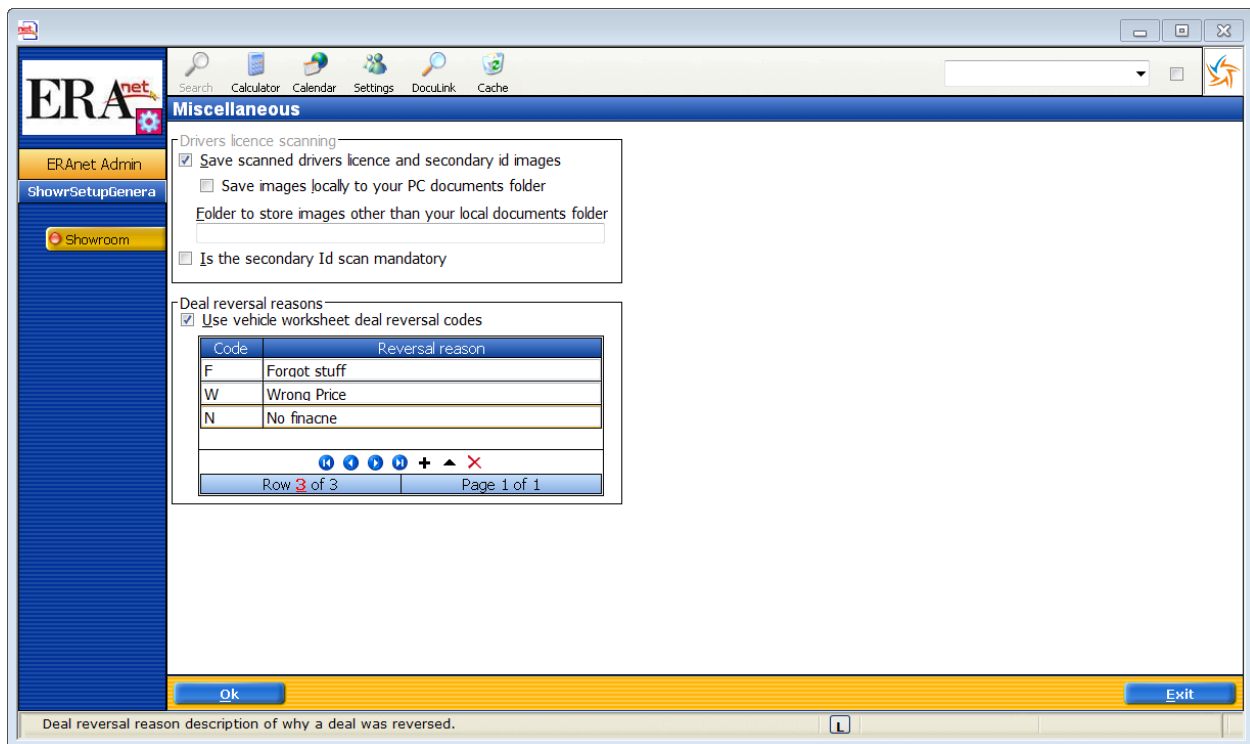 net
Search Calculator Calendar Settings DocuLink Cache
ERAnet
Miscellaneous
ERAnet Admin
ShowrSetupGenera
Showroom
Drivers licence scanning
Save scanned drivers licence and secondary id images
Save images locally to your PC documents folder
Folder to store images other than your local documents folder
Is the secondary Id scan mandatory
Deal reversal reasons
Use vehicle worksheet deal reversal codes
Code Reversal reason
F Forgot stuff
W Wrong Price
N No finacne
Row 3 of 3 Page 1 of 1
Ok Exit
Deal reversal reason description of why a deal was reversed. L